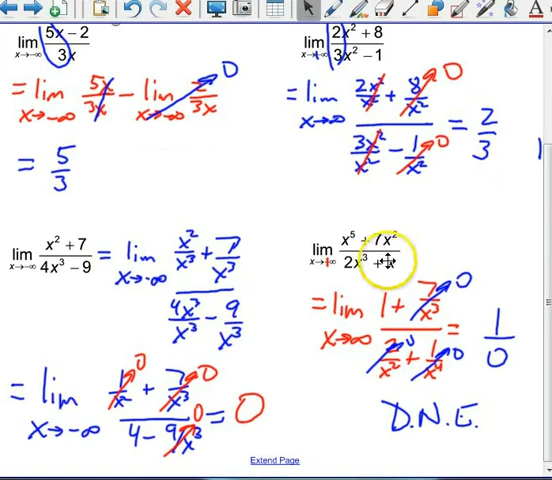 lim x→-∞ (5x − 2)/(3x)
= lim x→-∞ 5x/3x − lim x→-∞ 2/3x → 0
= 5/3
lim (2x² + 8)/(3x² − 1)
= lim x→∞ (2x²/x² + 8/x² → 0)/(3x²/x² − 1/x² → 0) = 2/3
lim x→-∞ (x² + 7)/(4x³ − 9) = lim x→-∞ (x²/x³ + 7/x³)/(4x³/x³ − 9/x³)
= lim x→-∞ (1/x² → 0 + 7/x³ → 0)/(4 − 9/x³ → 0) = 0
lim (x⁵ + 7x²)/(2x³ + x)
= lim x→∞ (1 + 7/x³ → 0)/(2/x² → 0 + 1/x⁴ → 0) = 1/0
D.N.E.
Extend Page